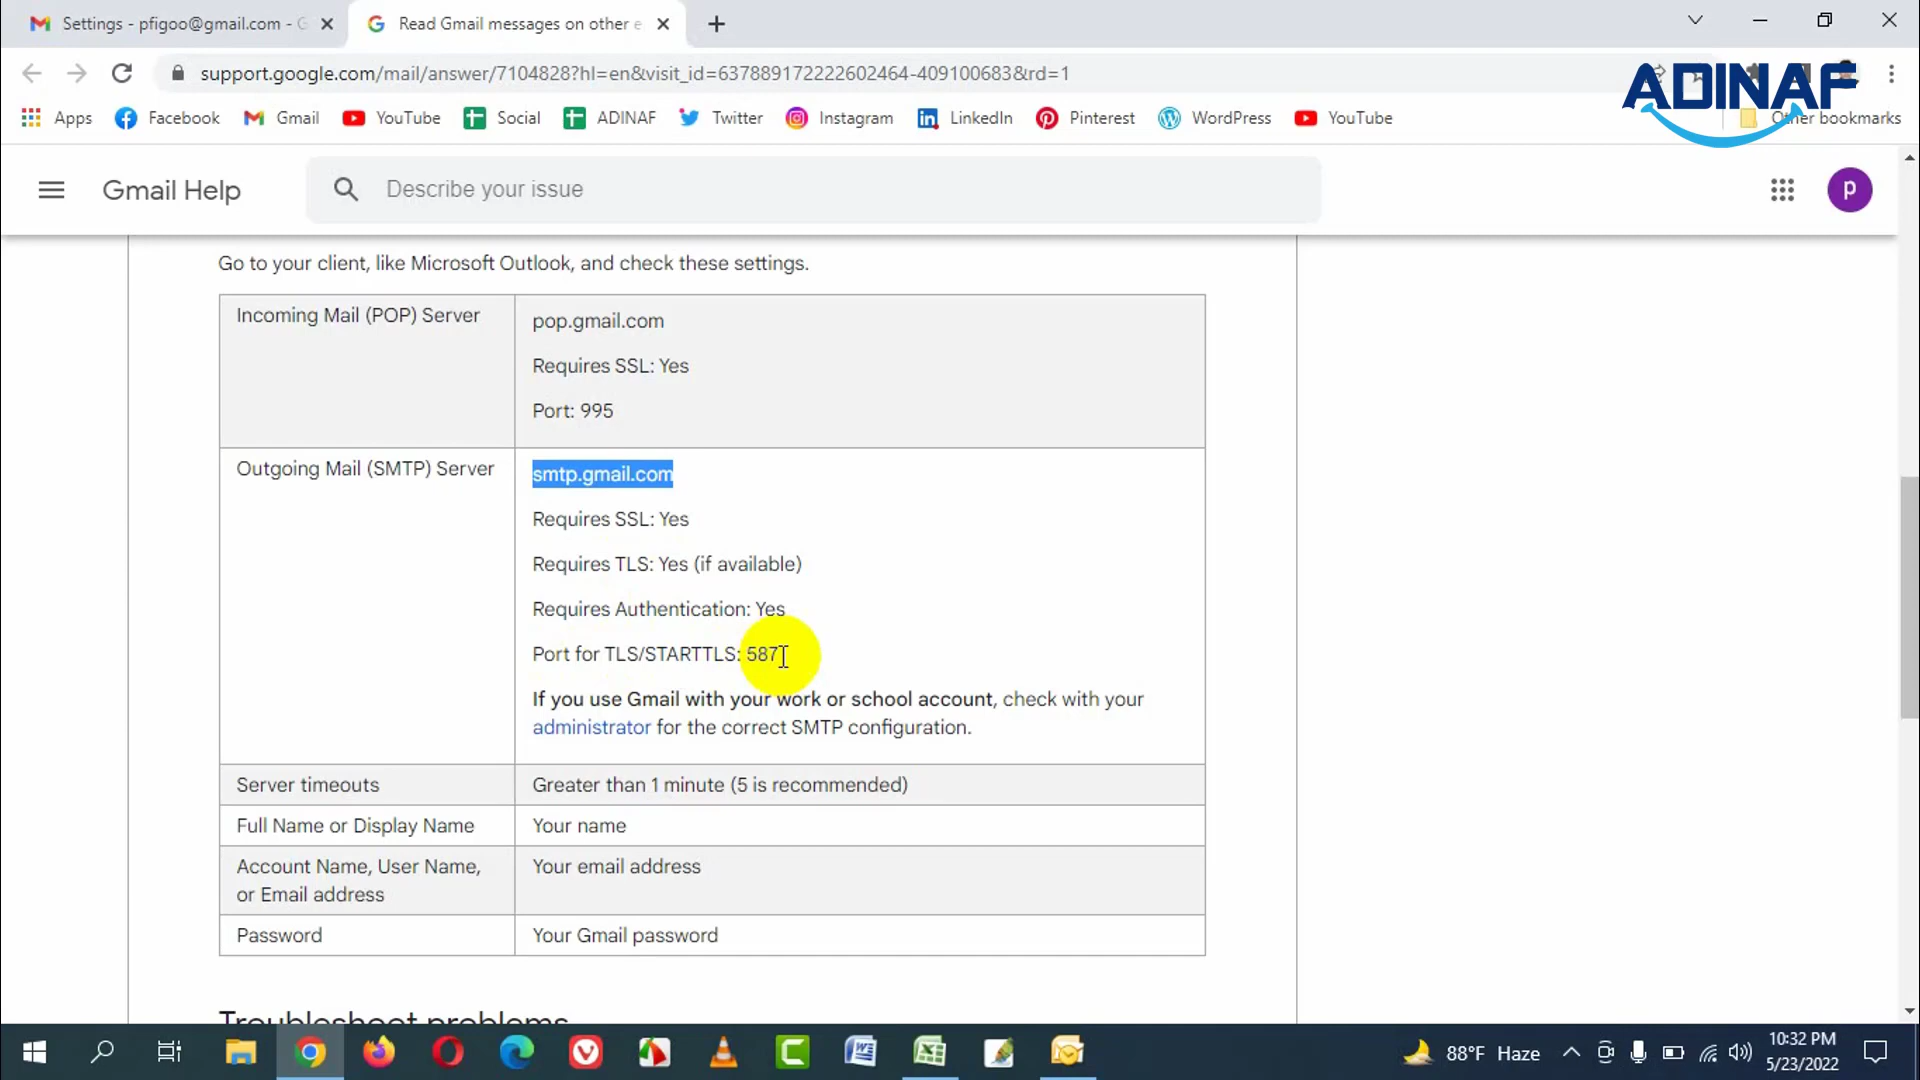 Settings - pfigoo@gmail.com - G
Read Gmail messages on other e
support.google.com/mail/answer/7104828?hl=en&visit_id=637889172222602464-409100683&rd=1
ADINAF
Apps
Facebook
Gmail
YouTube
Social
ADINAF
Twitter
Instagram
LinkedIn
Pinterest
WordPress
YouTube
Other bookmarks
Gmail Help
Describe your issue
p
Go to your client, like Microsoft Outlook, and check these settings.
Incoming Mail (POP) Server
pop.gmail.com
Requires SSL: Yes
Port: 995
Outgoing Mail (SMTP) Server
smtp.gmail.com
Requires SSL: Yes
Requires TLS: Yes (if available)
Requires Authentication: Yes
Port for TLS/STARTTLS: 587
If you use Gmail with your work or school account, check with your
administrator for the correct SMTP configuration.
Server timeouts
Greater than 1 minute (5 is recommended)
Full Name or Display Name
Your name
Account Name, User Name,
or Email address
Your email address
Password
Your Gmail password
Troubleshoot problems
88°F Haze
10:32 PM
5/23/2022